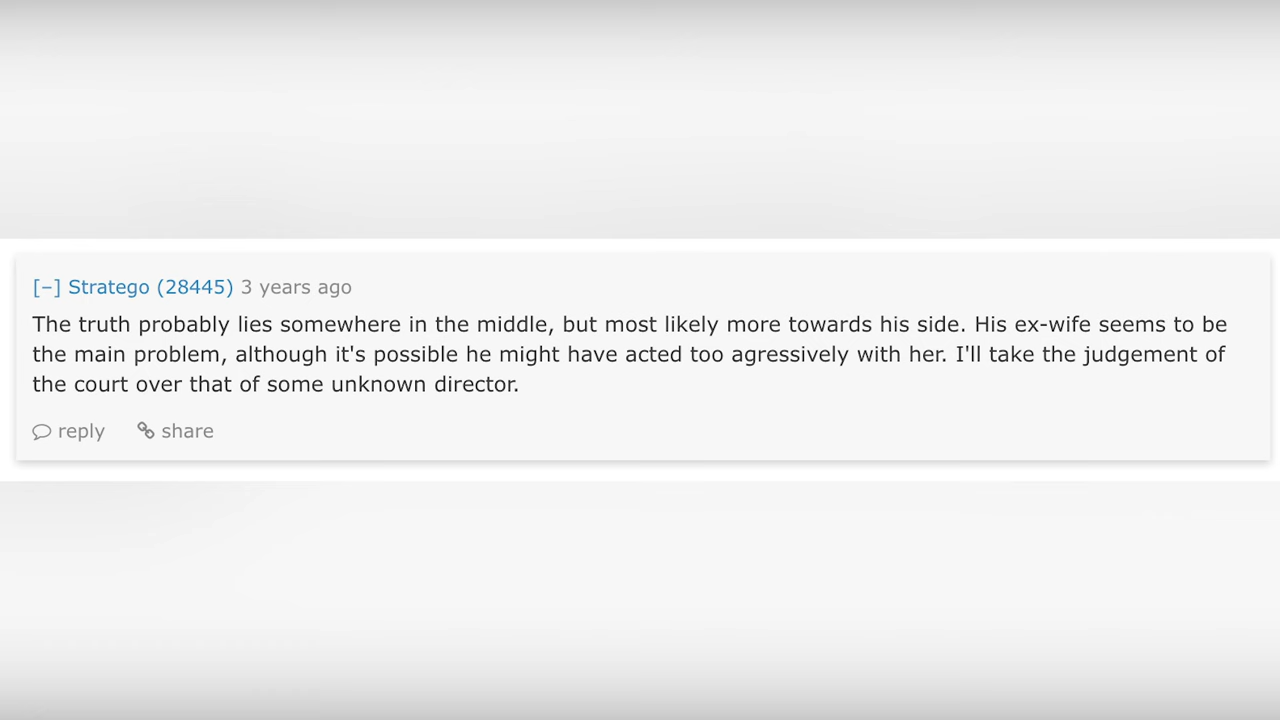 [–] Stratego (28445) 3 years ago
The truth probably lies somewhere in the middle, but most likely more towards his side. His ex-wife seems to be
the main problem, although it's possible he might have acted too agressively with her. I'll take the judgement of
the court over that of some unknown director.
reply share